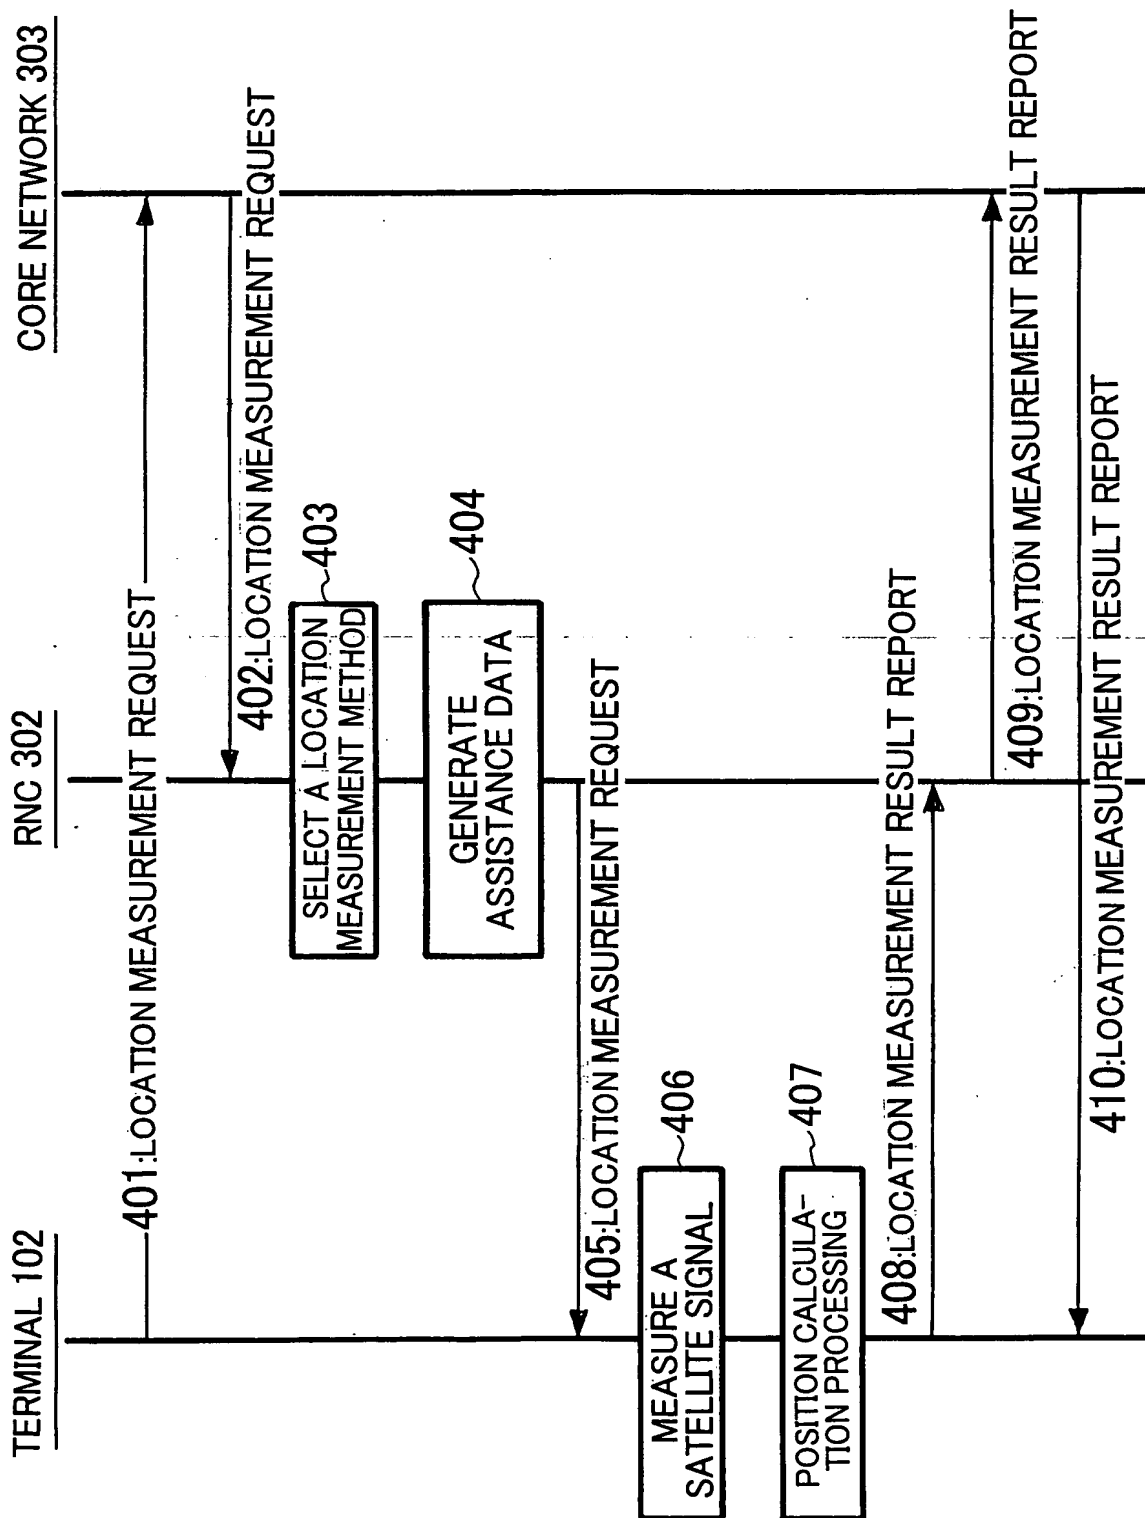 TERMINAL 102
RNC 302
CORE NETWORK 303
401:LOCATION MEASUREMENT REQUEST
402:LOCATION MEASUREMENT REQUEST
SELECT A LOCATION
MEASUREMENT METHOD
403
GENERATE
ASSISTANCE DATA
404
405:LOCATION MEASUREMENT REQUEST
MEASURE A
SATELLITE SIGNAL
406
POSITION CALCULA-
TION PROCESSING
407
408:LOCATION MEASUREMENT RESULT REPORT
409:LOCATION MEASUREMENT RESULT REPORT
410:LOCATION MEASUREMENT RESULT REPORT